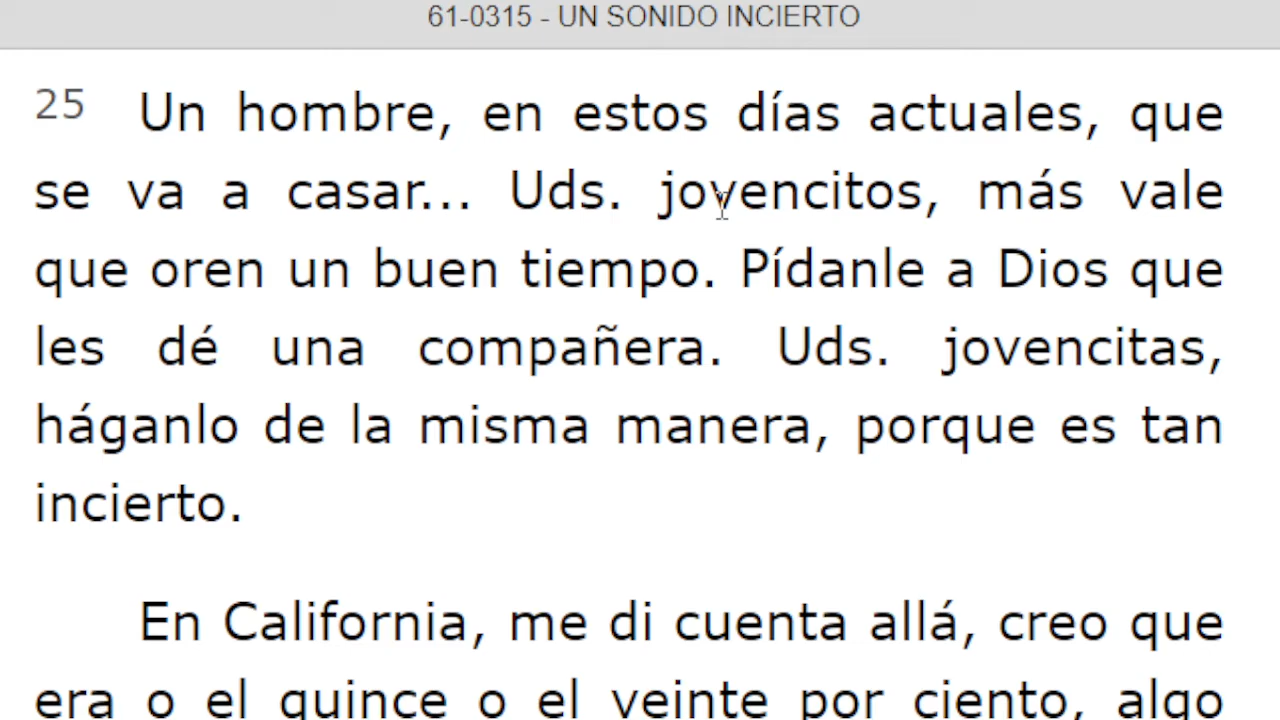 61-0315 - UN SONIDO INCIERTO
25 Un hombre, en estos días actuales, que
se va a casar... Uds. jovencitos, más vale
que oren un buen tiempo. Pídanle a Dios que
les dé una compañera. Uds. jovencitas,
háganlo de la misma manera, porque es tan
incierto.
En California, me di cuenta allá, creo que
era o el quince o el veinte por ciento, algo